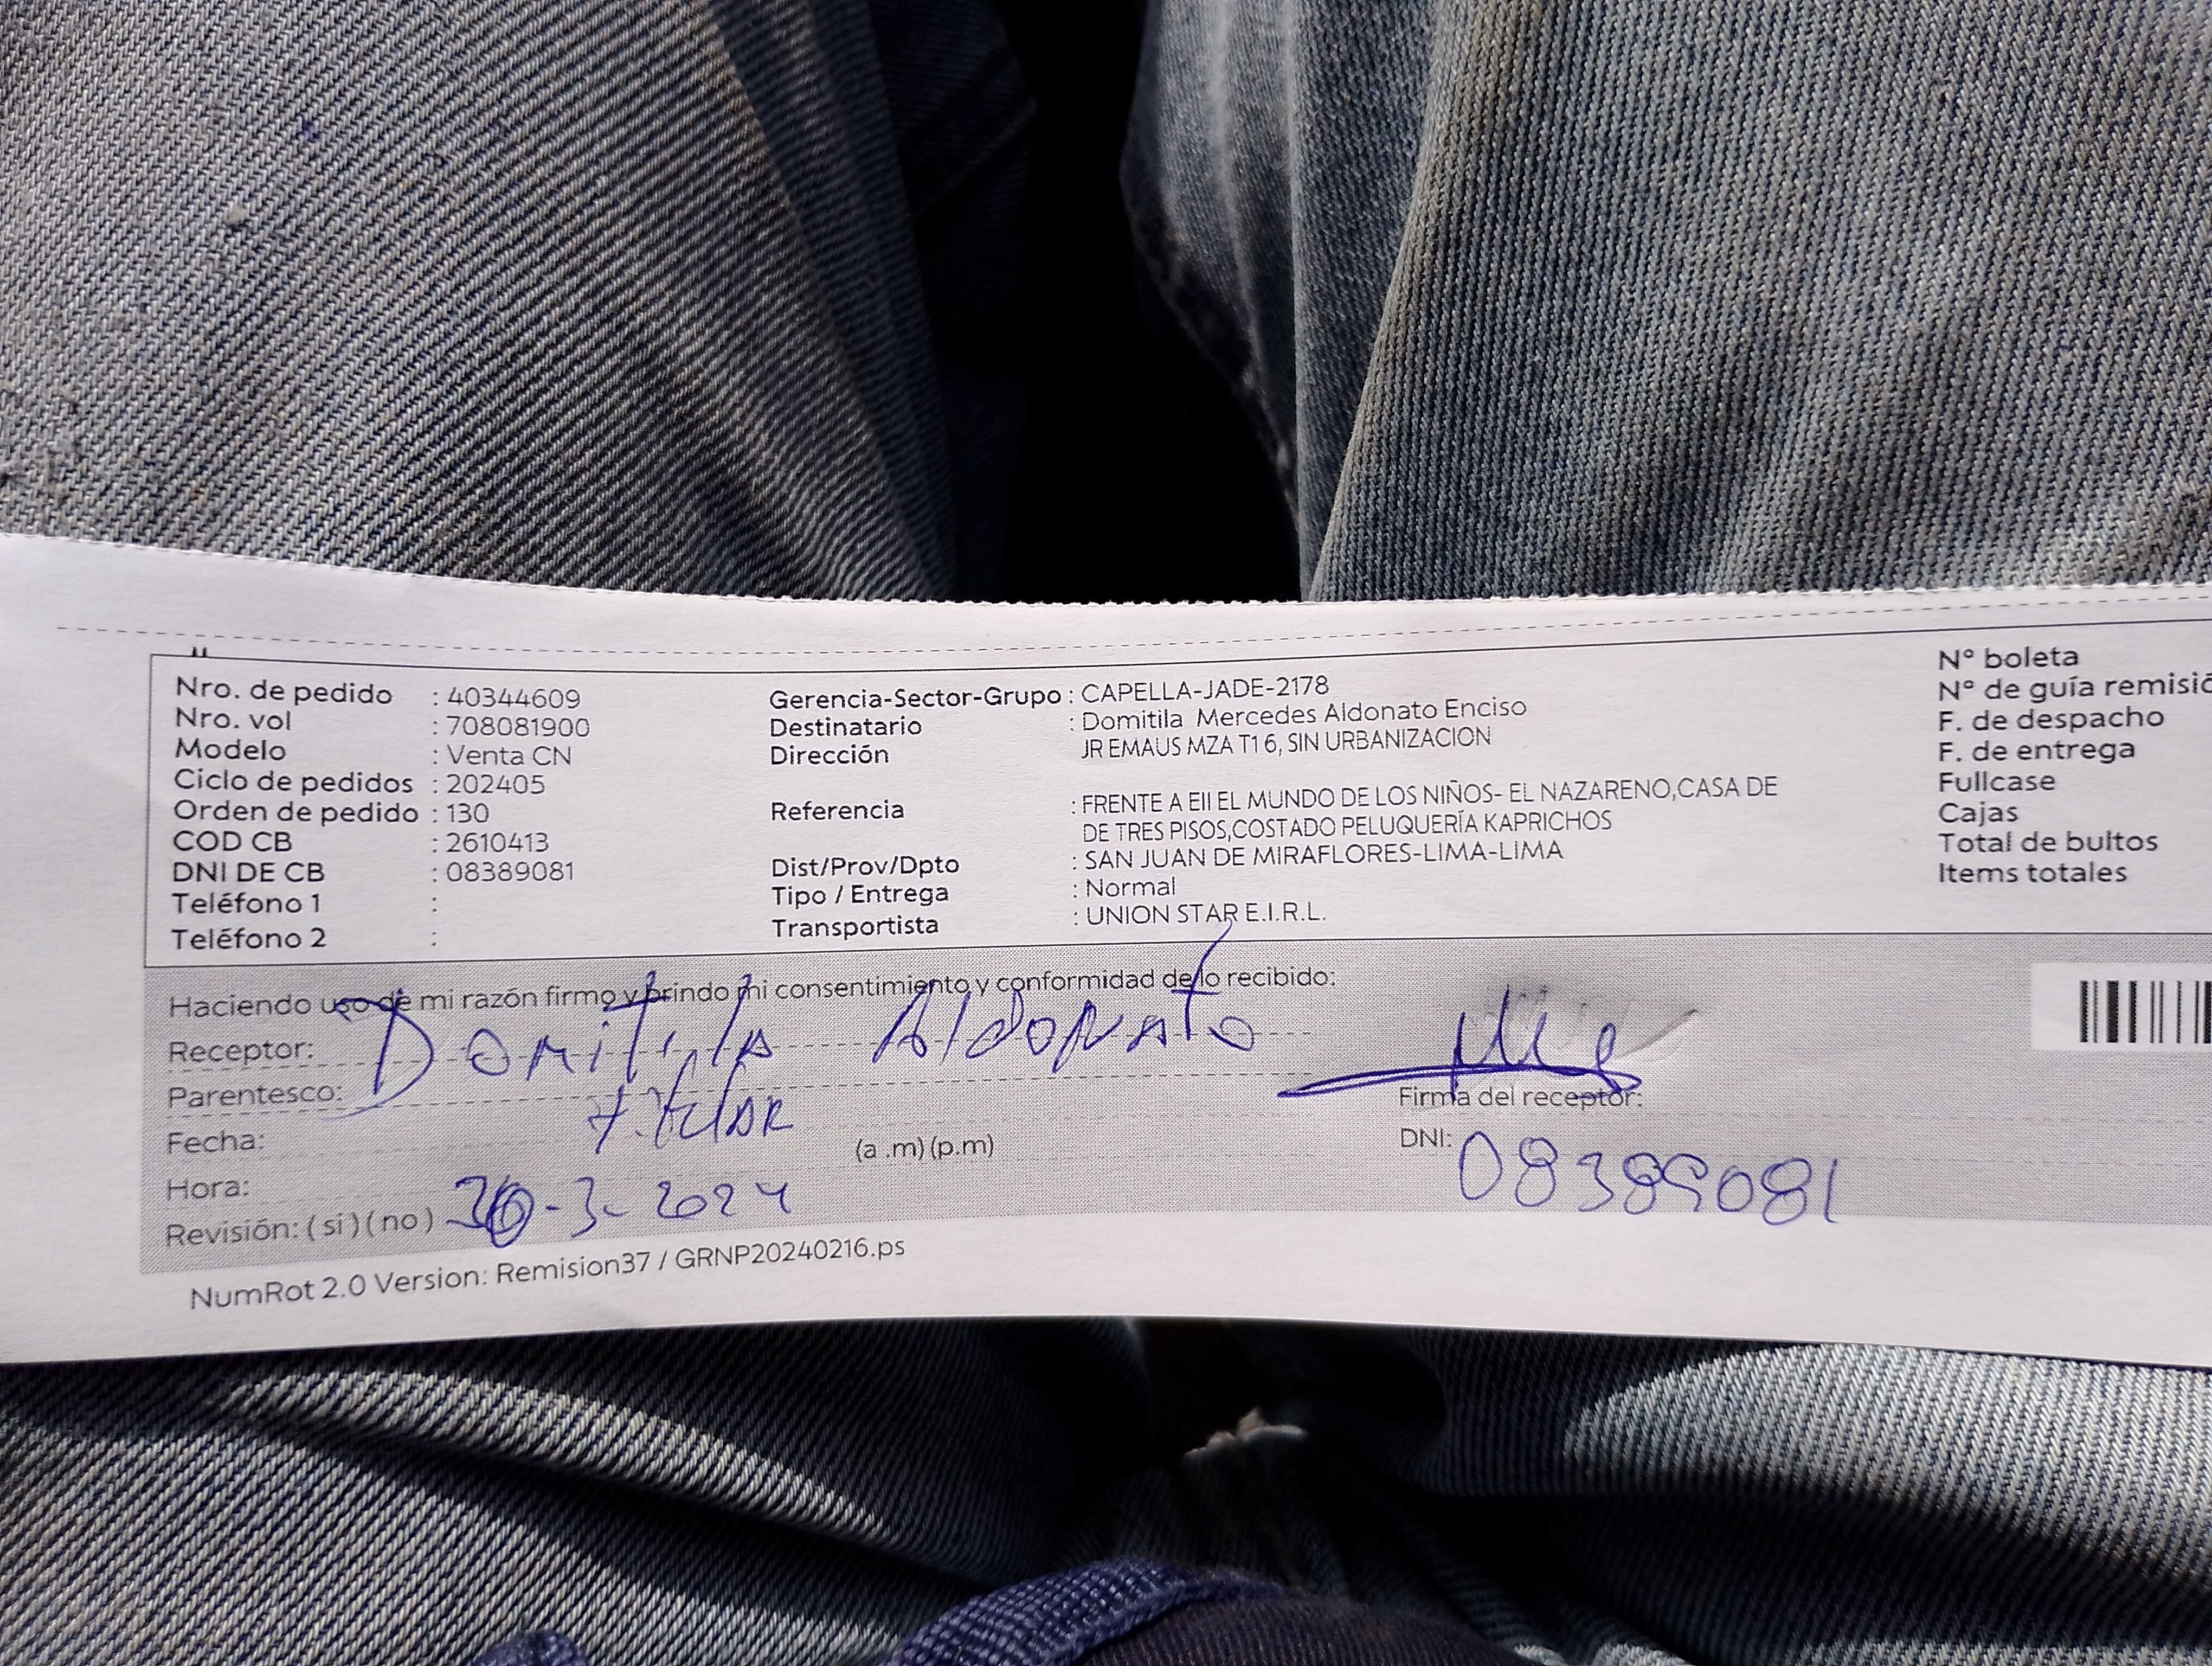 Nro. de pedido : 40344609
Nro. vol : 708081900
Modelo : Venta CN
Ciclo de pedidos : 202405
Orden de pedido : 130
COD CB : 2610413
DNI DE CB : 08389081
Teléfono 1 :
Teléfono 2 :
Gerencia-Sector-Grupo : CAPELLA-JADE-2178
Destinatario : Domitila Mercedes Aldonato Enciso
Dirección JR EMAUS MZA T1 6, SIN URBANIZACION
Referencia : FRENTE A EII EL MUNDO DE LOS NIÑOS- EL NAZARENO,CASA DE
DE TRES PISOS,COSTADO PELUQUERÍA KAPRICHOS
Dist/Prov/Dpto : SAN JUAN DE MIRAFLORES-LIMA-LIMA
Tipo / Entrega : Normal
Transportista : UNION STAR E.I.R.L.
N° boleta
N° de guía remisió
F. de despacho
F. de entrega
Fullcase
Cajas
Total de bultos
Items totales
Haciendo uso de mi razón firmo y brindo mi consentimiento y conformidad de lo recibido:
Receptor: Domitila Aldonato
Parentesco: titular
Fecha:
(a .m) (p.m)
Hora:
Revisión: ( si ) ( no ) 30-3-2024
Firma del receptor:
DNI: 08389081
NumRot 2.0 Version: Remision37 / GRNP20240216.ps